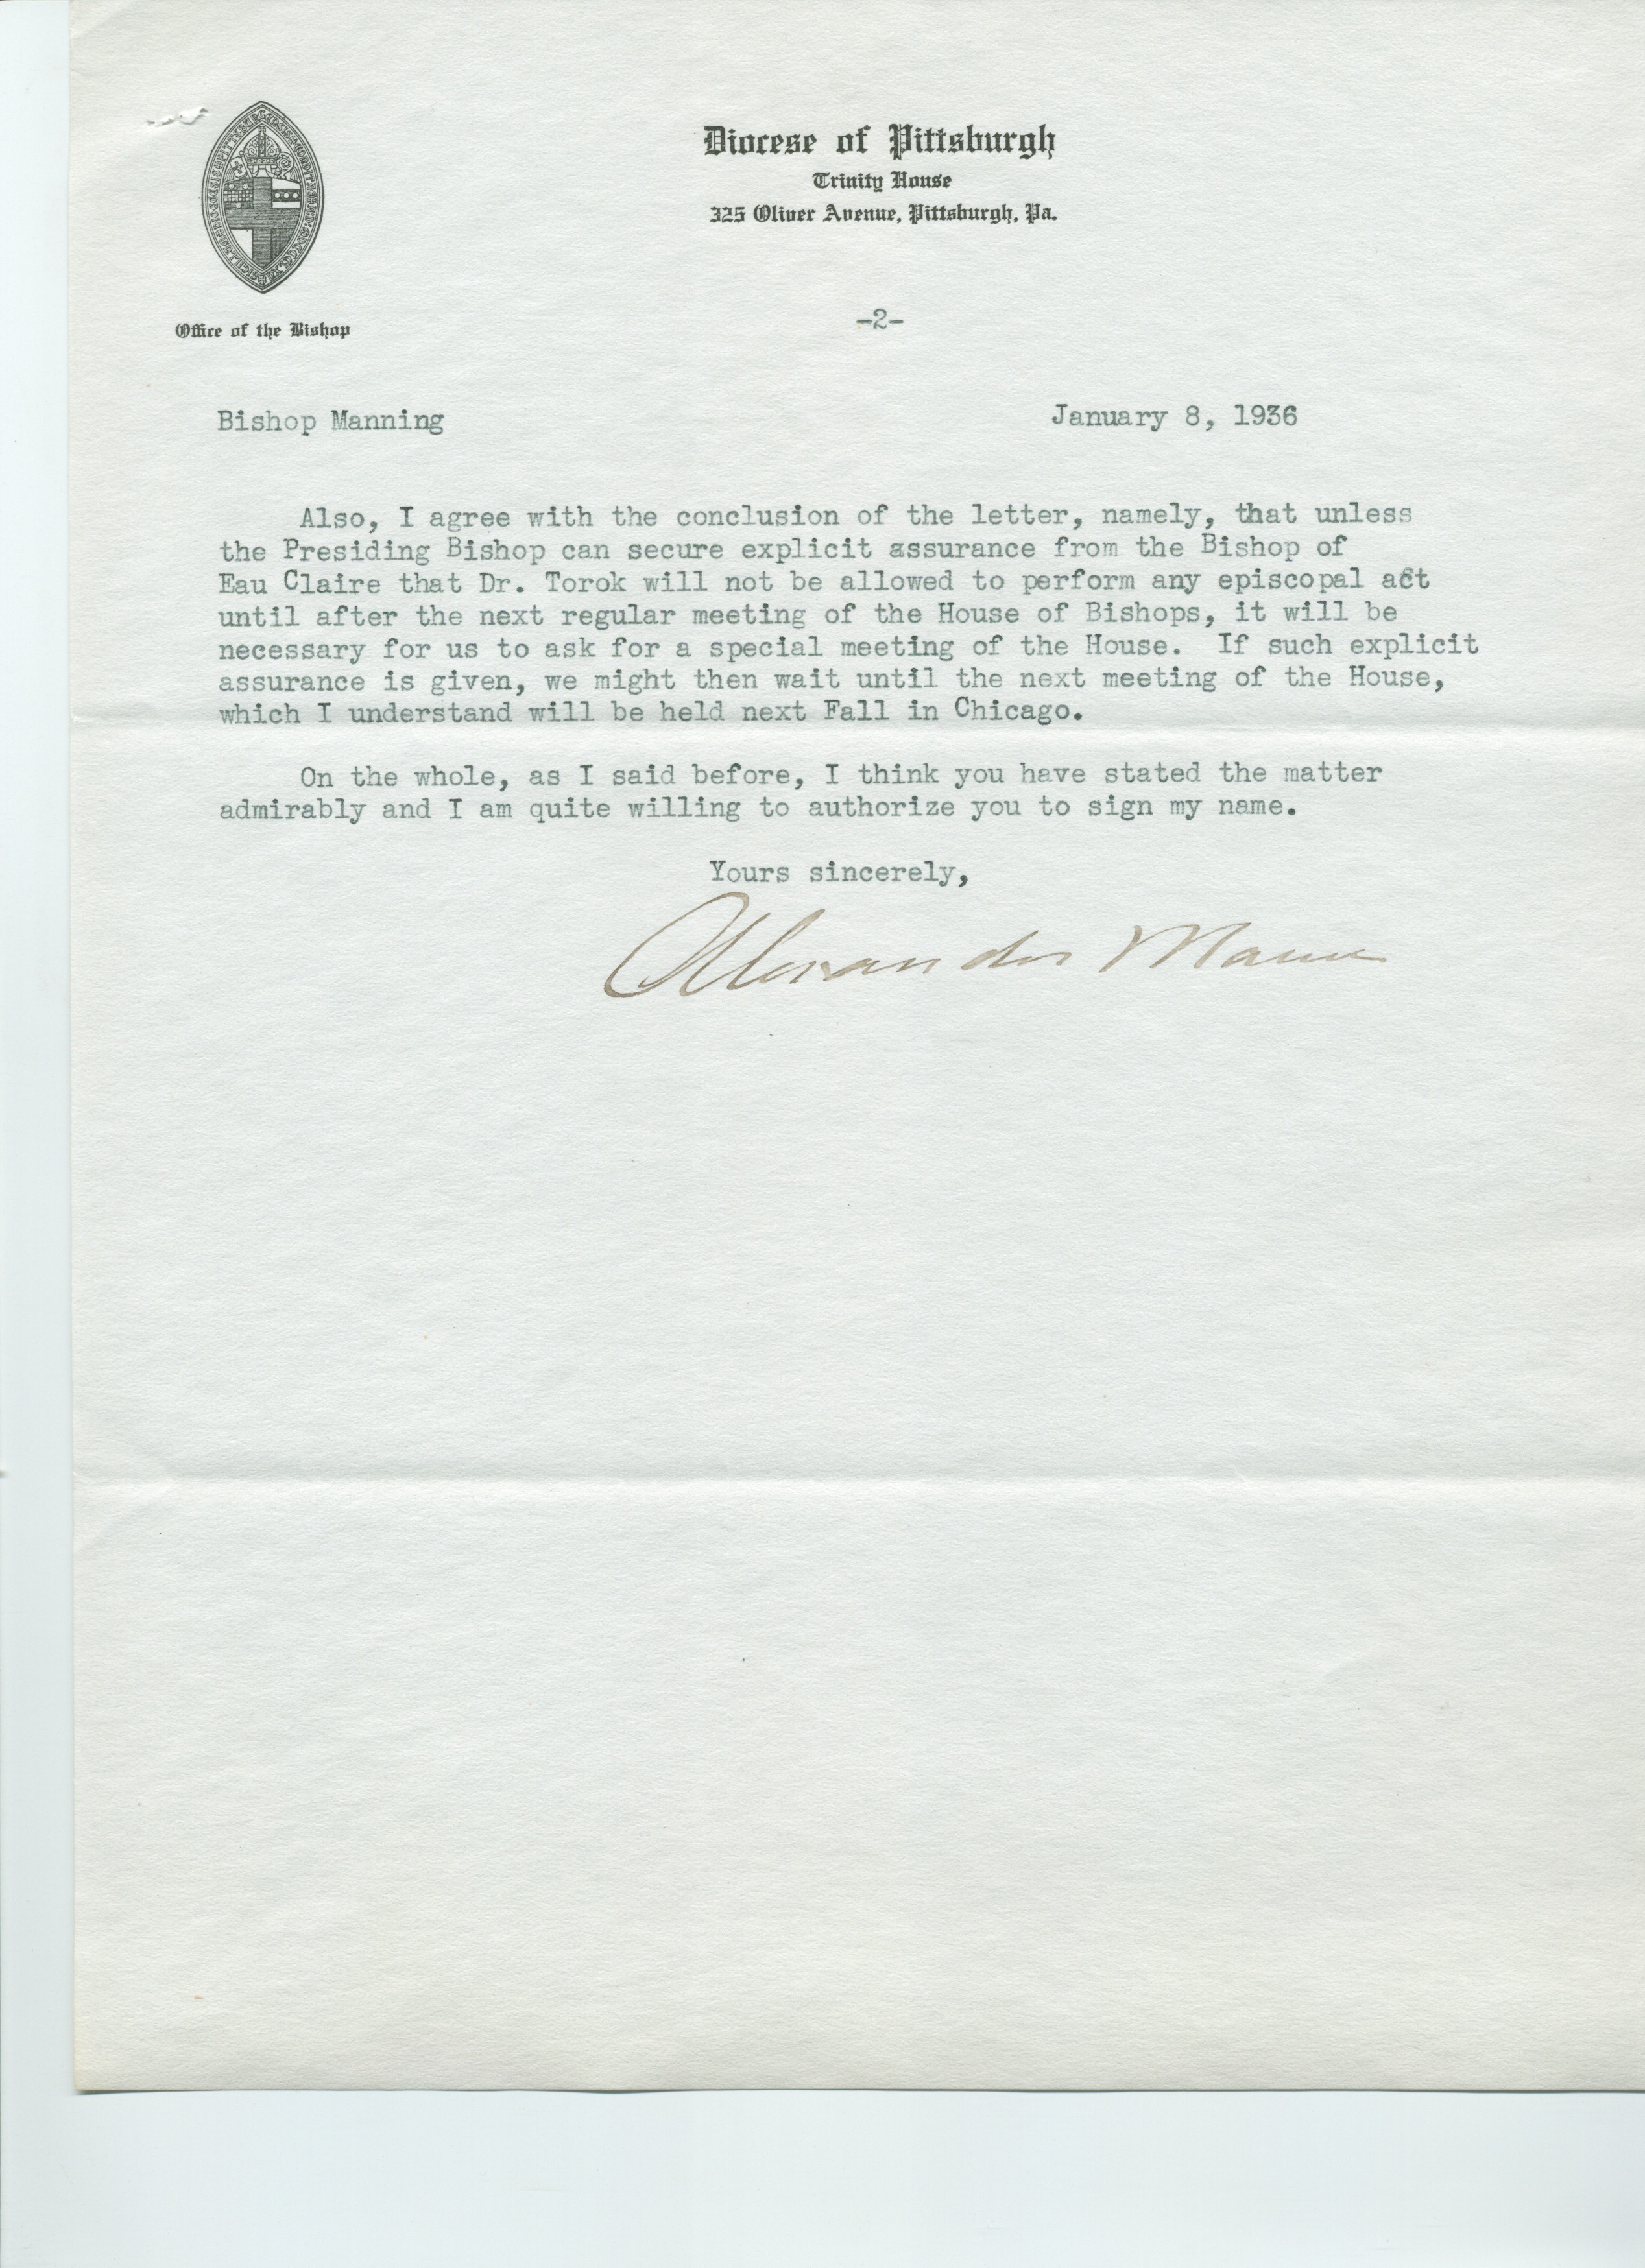 Diocese of Pittsburgh
Trinity House
325 Oliver Avenue, Pittsburgh, Pa.
Office of the Bishop
-2-
Bishop Manning January 8, 1936
Also, I agree with the conclusion of the letter, namely, that unless
the Presiding Bishop can secure explicit assurance from the Bishop of
Eau Claire that Dr. Torok will not be allowed to perform any episcopal act
until after the next regular meeting of the House of Bishops, it will be
necessary for us to ask for a special meeting of the House. If such explicit
assurance is given, we might then wait until the next meeting of the House,
which I understand will be held next Fall in Chicago.
On the whole, as I said before, I think you have stated the matter
admirably and I am quite willing to authorize you to sign my name.
Yours sincerely,
Alexander Mann